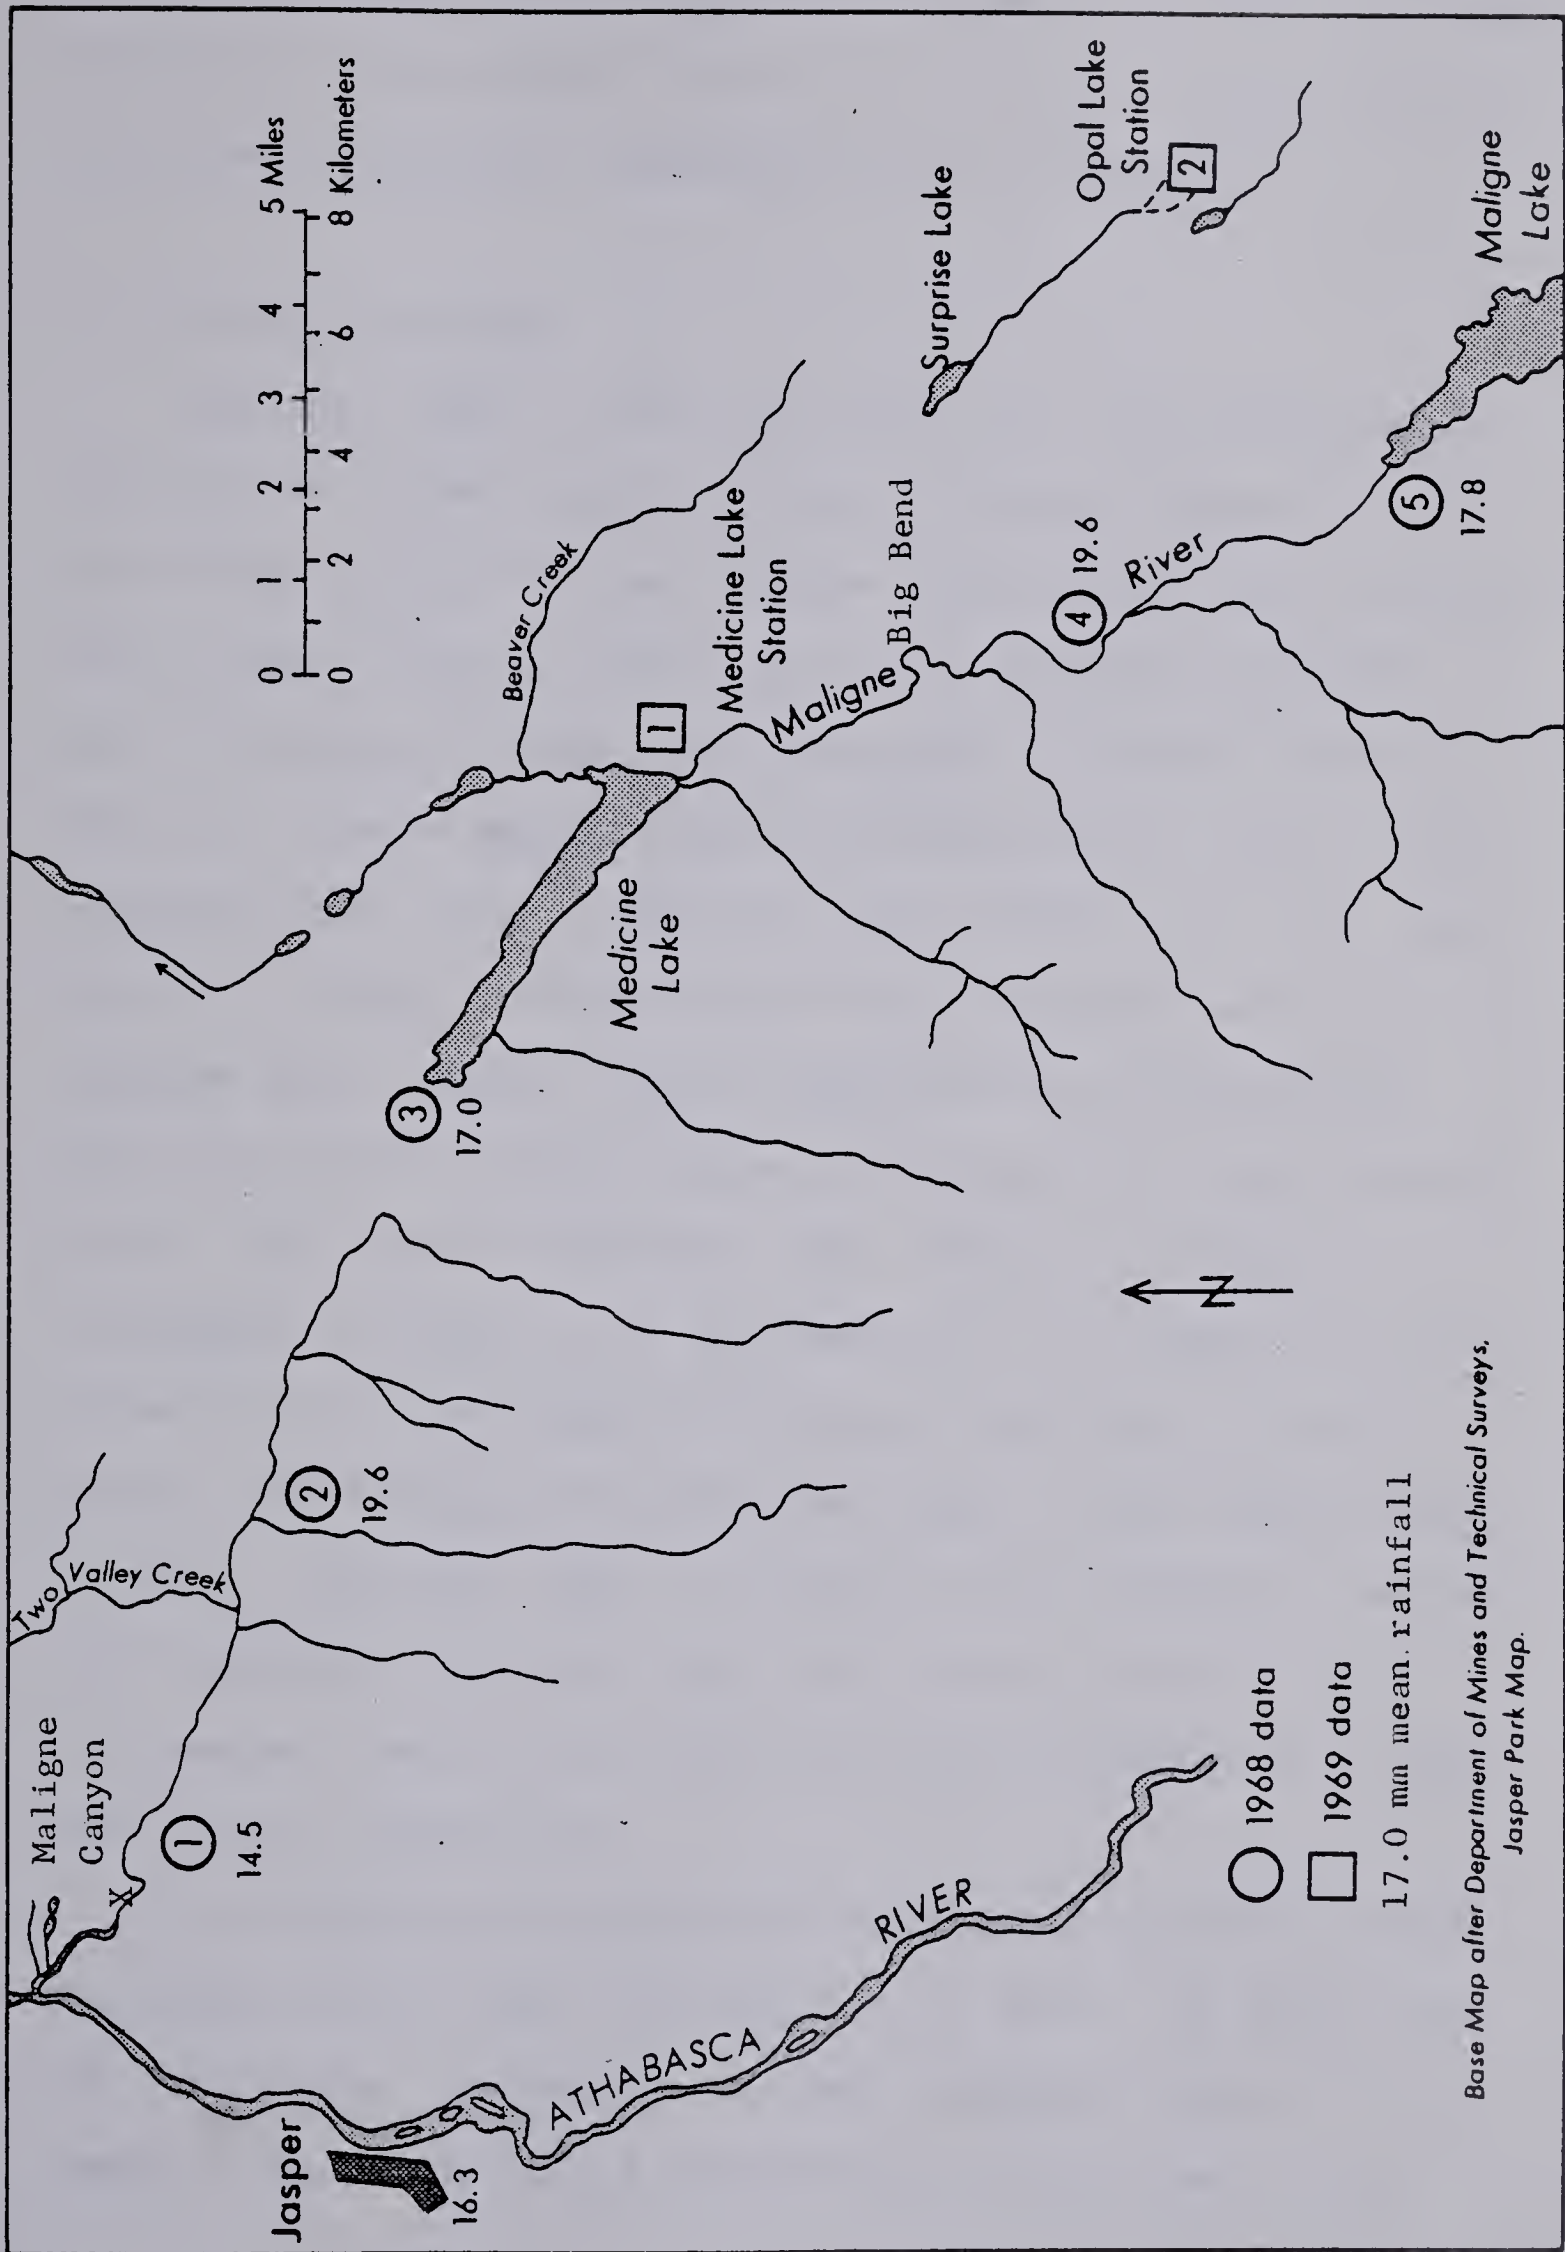 Maligne
Canyon
Two
Valley Creek
1
14.5
2
19.6
3
17.0
Jasper
16.3
ATHABASCA
RIVER
0 1 2 3 4 5 Miles
0 2 4 6 8 Kilometers
Beaver Creek
1
Medicine Lake
Station
Medicine
Lake
Maligne
Big Bend
Surprise Lake
Opal Lake
Station
2
4
19.6
River
5
17.8
Maligne
Lake
N
1968 data
1969 data
17.0 mm mean rainfall
Base Map after Department of Mines and Technical Surveys,
Jasper Park Map.